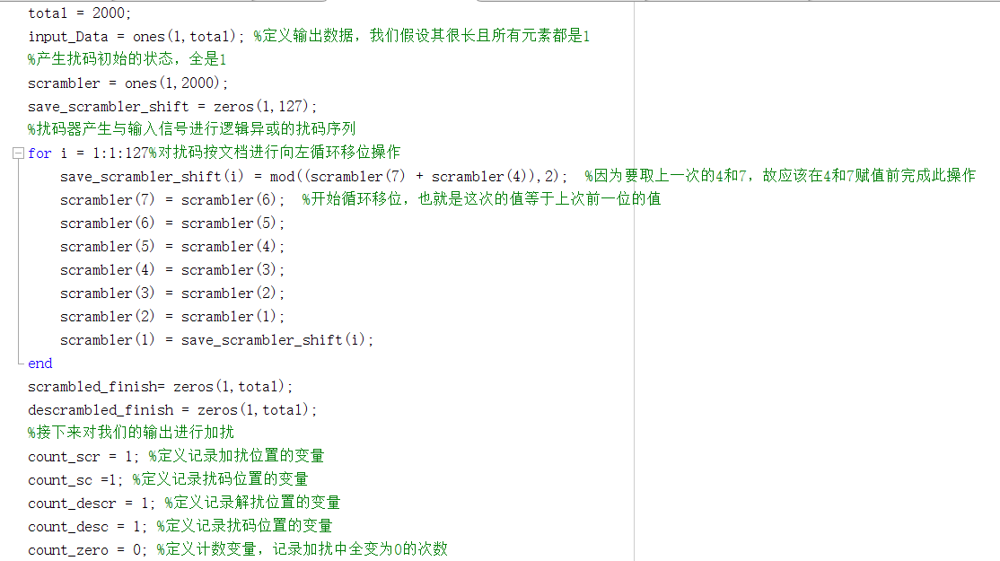 total = 2000;
input_Data = ones(1,total); %定义输出数据，我们假设其很长且所有元素都是1
%产生扰码初始的状态，全是1
scrambler = ones(1,2000);
save_scrambler_shift = zeros(1,127);
%扰码器产生与输入信号进行逻辑异或的扰码序列
for i = 1:1:127%对扰码按文档进行向左循环移位操作
save_scrambler_shift(i) = mod((scrambler(7) + scrambler(4)),2); %因为要取上一次的4和7，故应该在4和7赋值前完成此操作
scrambler(7) = scrambler(6); %开始循环移位，也就是这次的值等于上次前一位的值
scrambler(6) = scrambler(5);
scrambler(5) = scrambler(4);
scrambler(4) = scrambler(3);
scrambler(3) = scrambler(2);
scrambler(2) = scrambler(1);
scrambler(1) = save_scrambler_shift(i);
end
scrambled_finish= zeros(1,total);
descrambled_finish = zeros(1,total);
%接下来对我们的输出进行加扰
count_scr = 1; %定义记录加扰位置的变量
count_sc =1; %定义记录扰码位置的变量
count_descr = 1; %定义记录解扰位置的变量
count_desc = 1; %定义记录扰码位置的变量
count_zero = 0; %定义计数变量，记录加扰中全变为0的次数